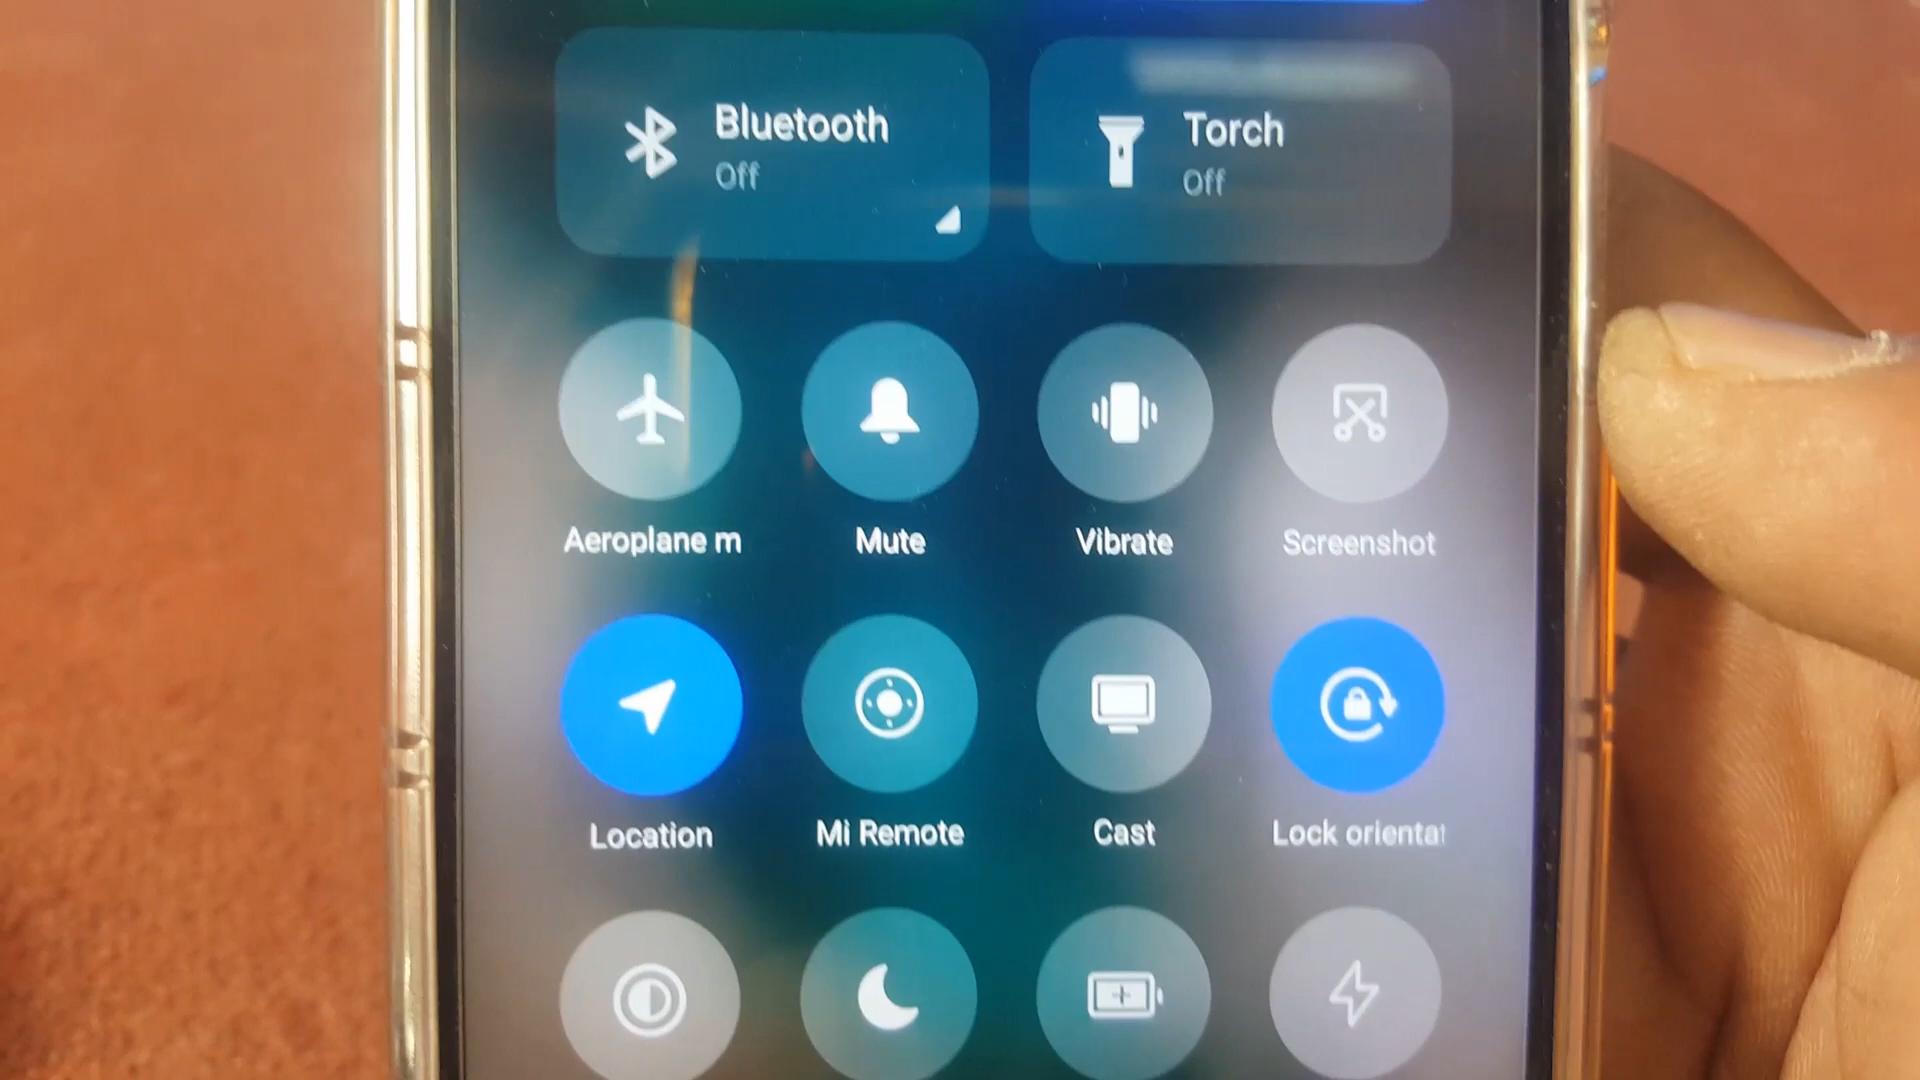 Bluetooth
Off
Torch
Off
Aeroplane m
Mute
Vibrate
Screenshot
Location
Mi Remote
Cast
Lock orientat